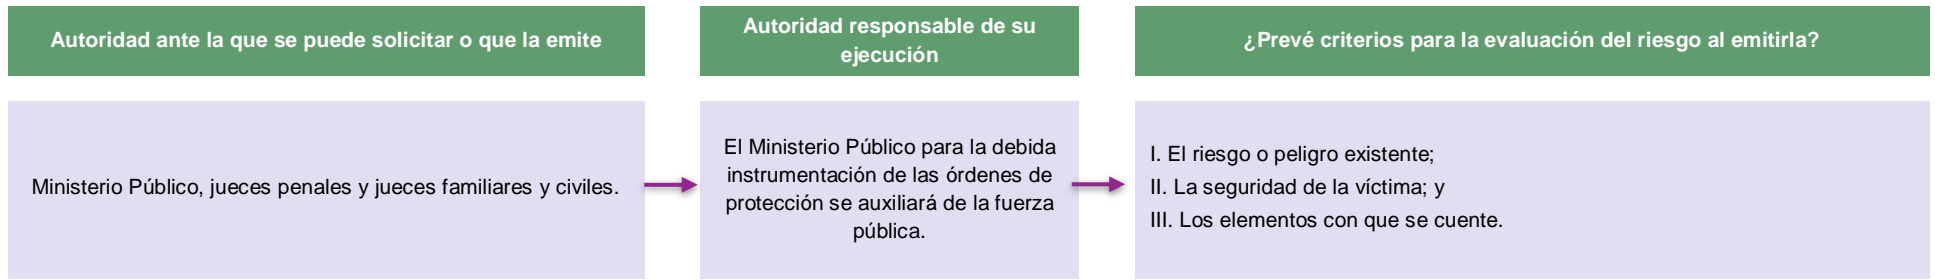 Autoridad ante la que se puede solicitar o que la emite
Autoridad responsable de su
ejecución
¿Prevé criterios para la evaluación del riesgo al emitirla?
Ministerio Público, jueces penales y jueces familiares y civiles.
El Ministerio Público para la debida
instrumentación de las órdenes de
protección se auxiliará de la fuerza
pública.
I. El riesgo o peligro existente;
II. La seguridad de la víctima; y
III. Los elementos con que se cuente.